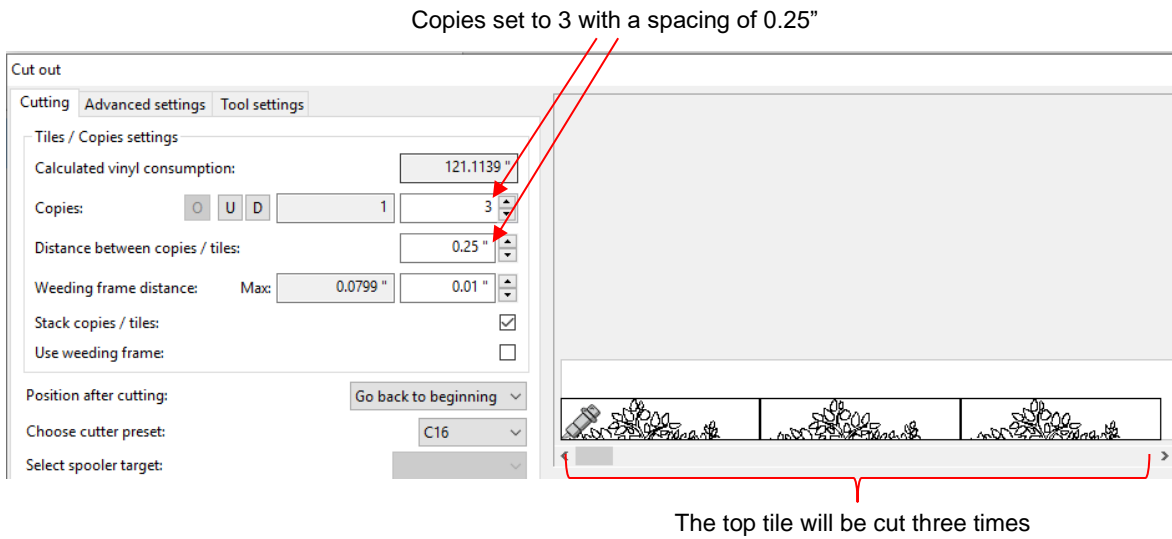 Copies set to 3 with a spacing of 0.25”
Cut out
Cutting Advanced settings Tool settings
Tiles / Copies settings
Calculated vinyl consumption: 121.1139 "
Copies: O U D 1 3
Distance between copies / tiles: 0.25 "
Weeding frame distance: Max: 0.0799 " 0.01 "
Stack copies / tiles:
Use weeding frame:
Position after cutting: Go back to beginning
Choose cutter preset: C16
Select spooler target:
The top tile will be cut three times